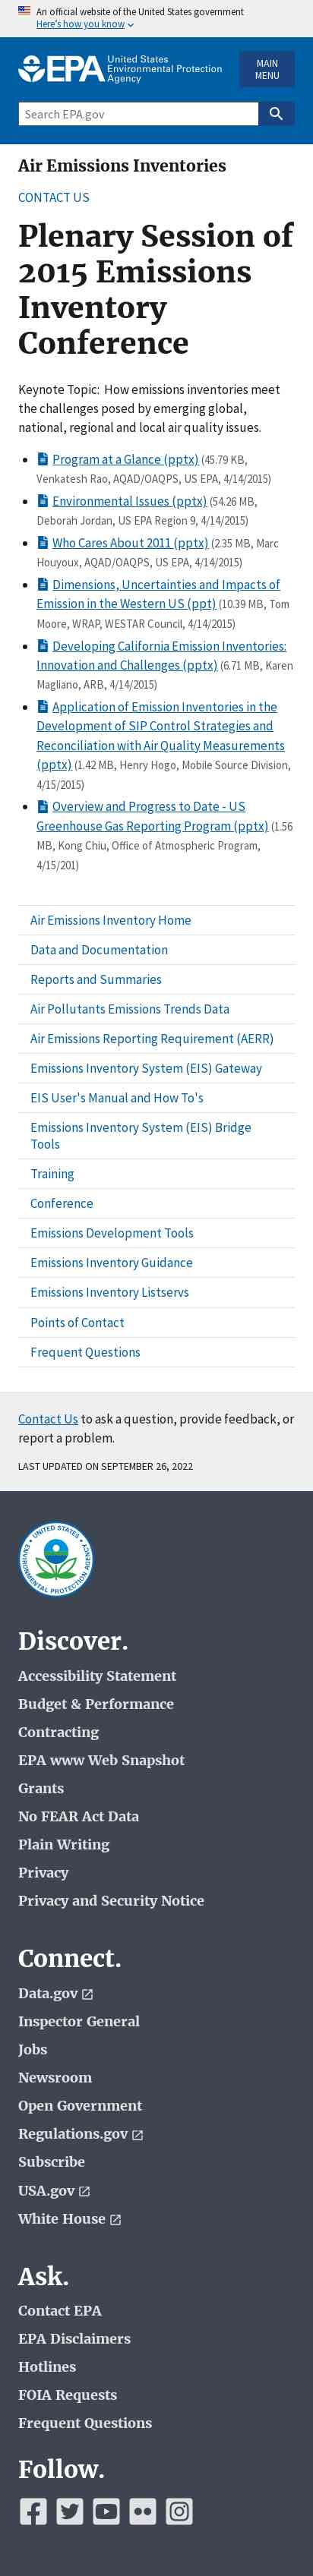 An official website of the United States government
Here's how you know
EPA
United States
Environmental Protection
Agency
MAIN
MENU
Search EPA.gov
Air Emissions Inventories
CONTACT US
Plenary Session of
2015 Emissions
Inventory
Conference
Keynote Topic: How emissions inventories meet
the challenges posed by emerging global,
national, regional and local air quality issues.
Program at a Glance (pptx) (45.79 KB,
Venkatesh Rao, AQAD/OAQPS, US EPA, 4/14/2015)
Environmental Issues (pptx) (54.26 MB,
Deborah Jordan, US EPA Region 9, 4/14/2015)
Who Cares About 2011 (pptx) (2.35 MB, Marc
Houyoux, AQAD/OAQPS, US EPA, 4/14/2015)
Dimensions, Uncertainties and Impacts of
Emission in the Western US (ppt) (10.39 MB, Tom
Moore, WRAP, WESTAR Council, 4/14/2015)
Developing California Emission Inventories:
Innovation and Challenges (pptx) (6.71 MB, Karen
Magliano, ARB, 4/14/2015)
Application of Emission Inventories in the
Development of SIP Control Strategies and
Reconciliation with Air Quality Measurements
(pptx) (1.42 MB, Henry Hogo, Mobile Source Division,
4/15/2015)
Overview and Progress to Date - US
Greenhouse Gas Reporting Program (pptx) (1.56
MB, Kong Chiu, Office of Atmospheric Program,
4/15/201)
Air Emissions Inventory Home
Data and Documentation
Reports and Summaries
Air Pollutants Emissions Trends Data
Air Emissions Reporting Requirement (AERR)
Emissions Inventory System (EIS) Gateway
EIS User's Manual and How To's
Emissions Inventory System (EIS) Bridge
Tools
Training
Conference
Emissions Development Tools
Emissions Inventory Guidance
Emissions Inventory Listservs
Points of Contact
Frequent Questions
Contact Us to ask a question, provide feedback, or
report a problem.
LAST UPDATED ON SEPTEMBER 26, 2022
UNITED STATES
ENVIRONMENTAL PROTECTION AGENCY
Discover.
Accessibility Statement
Budget & Performance
Contracting
EPA www Web Snapshot
Grants
No FEAR Act Data
Plain Writing
Privacy
Privacy and Security Notice
Connect.
Data.gov
Inspector General
Jobs
Newsroom
Open Government
Regulations.gov
Subscribe
USA.gov
White House
Ask.
Contact EPA
EPA Disclaimers
Hotlines
FOIA Requests
Frequent Questions
Follow.